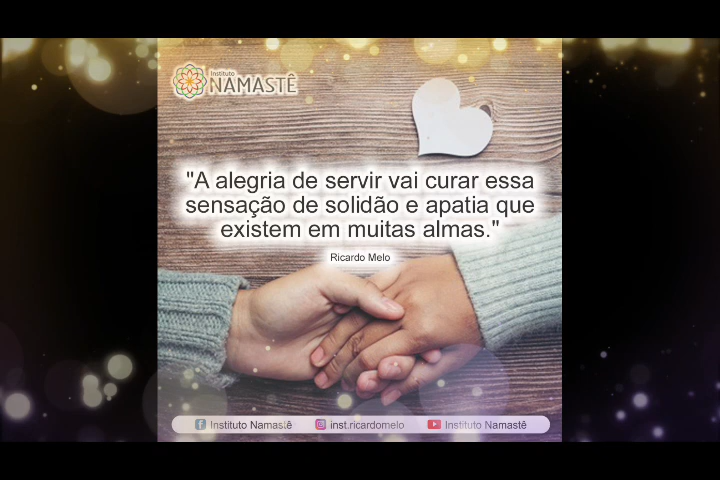 Instituto
NAMASTÊ
"A alegria de servir vai curar essa
sensação de solidão e apatia que
existem em muitas almas."
Ricardo Melo
Instituto Namastê inst.ricardomelo Instituto Namastê